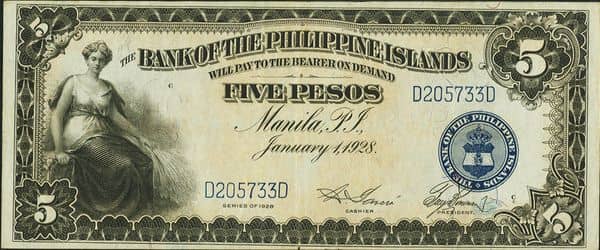 5 5
THE BANK OF THE PHILIPPINE ISLANDS
WILL PAY TO THE BEARER ON DEMAND
FIVE PESOS
D205733D
Manila, P.I.,
January 1, 1928.
BANK OF THE PHILIPPINE ISLANDS
D205733D
SERIES OF 1928
CASHIER
PRESIDENT.
C
5 5